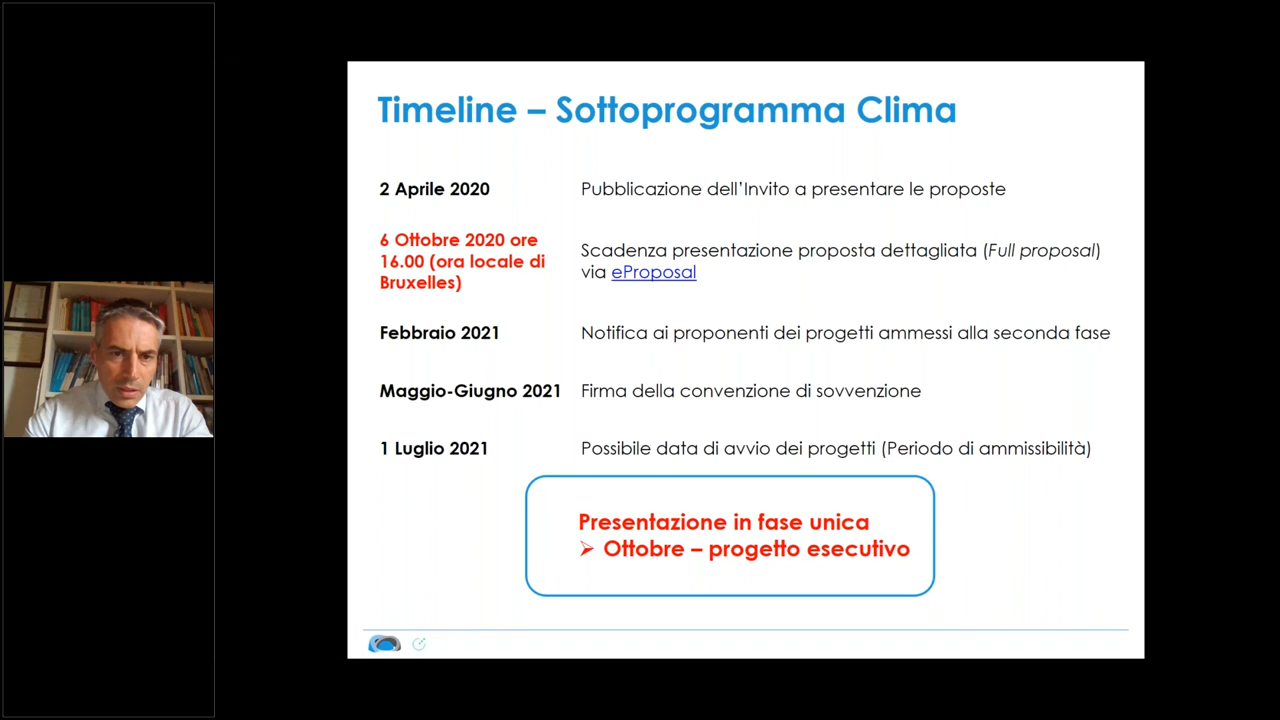 Timeline – Sottoprogramma Clima
2 Aprile 2020
Pubblicazione dell'Invito a presentare le proposte
6 Ottobre 2020 ore
16.00 (ora locale di
Bruxelles)
Scadenza presentazione proposta dettagliata (Full proposal)
via eProposal
Febbraio 2021
Notifica ai proponenti dei progetti ammessi alla seconda fase
Maggio-Giugno 2021
Firma della convenzione di sovvenzione
1 Luglio 2021
Possibile data di avvio dei progetti (Periodo di ammissibilità)
Presentazione in fase unica
➢ Ottobre – progetto esecutivo